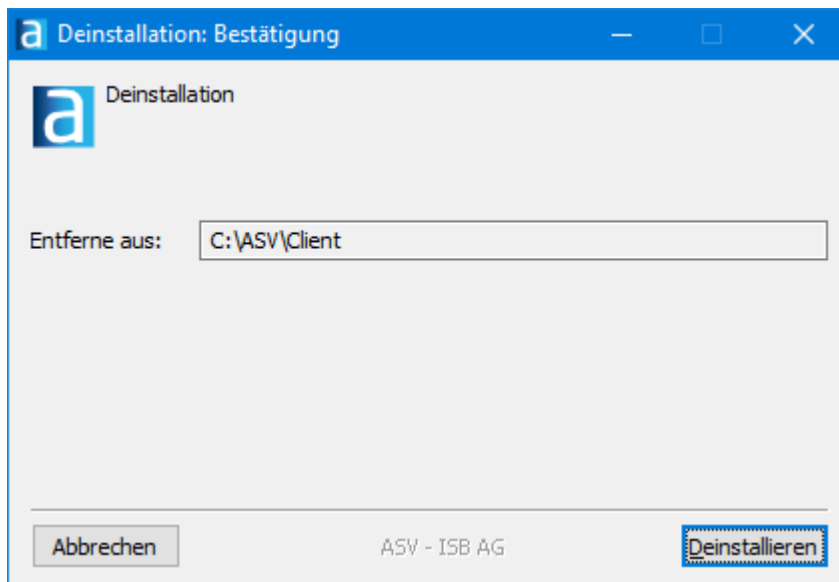 a Deinstallation: Bestätigung
a Deinstallation
Entferne aus: C:\ASV\Client
Abbrechen ASV - ISB AG Deinstallieren